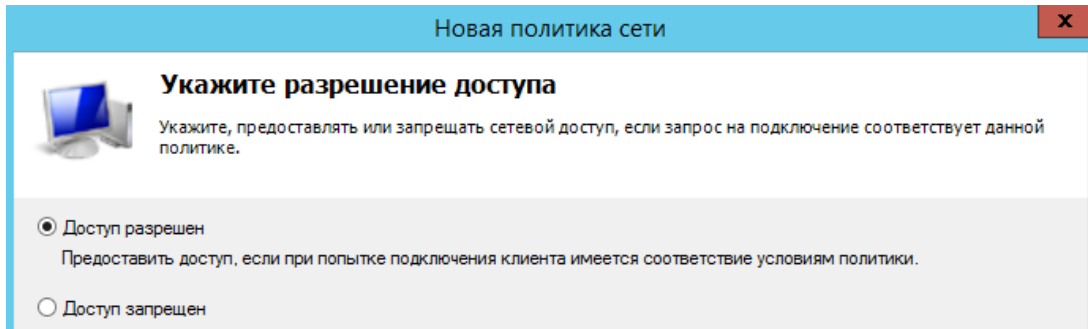 Новая политика сети
x
Укажите разрешение доступа
Укажите, предоставлять или запрещать сетевой доступ, если запрос на подключение соответствует данной
политике.
Доступ разрешен
Предоставить доступ, если при попытке подключения клиента имеется соответствие условиям политики.
Доступ запрещен